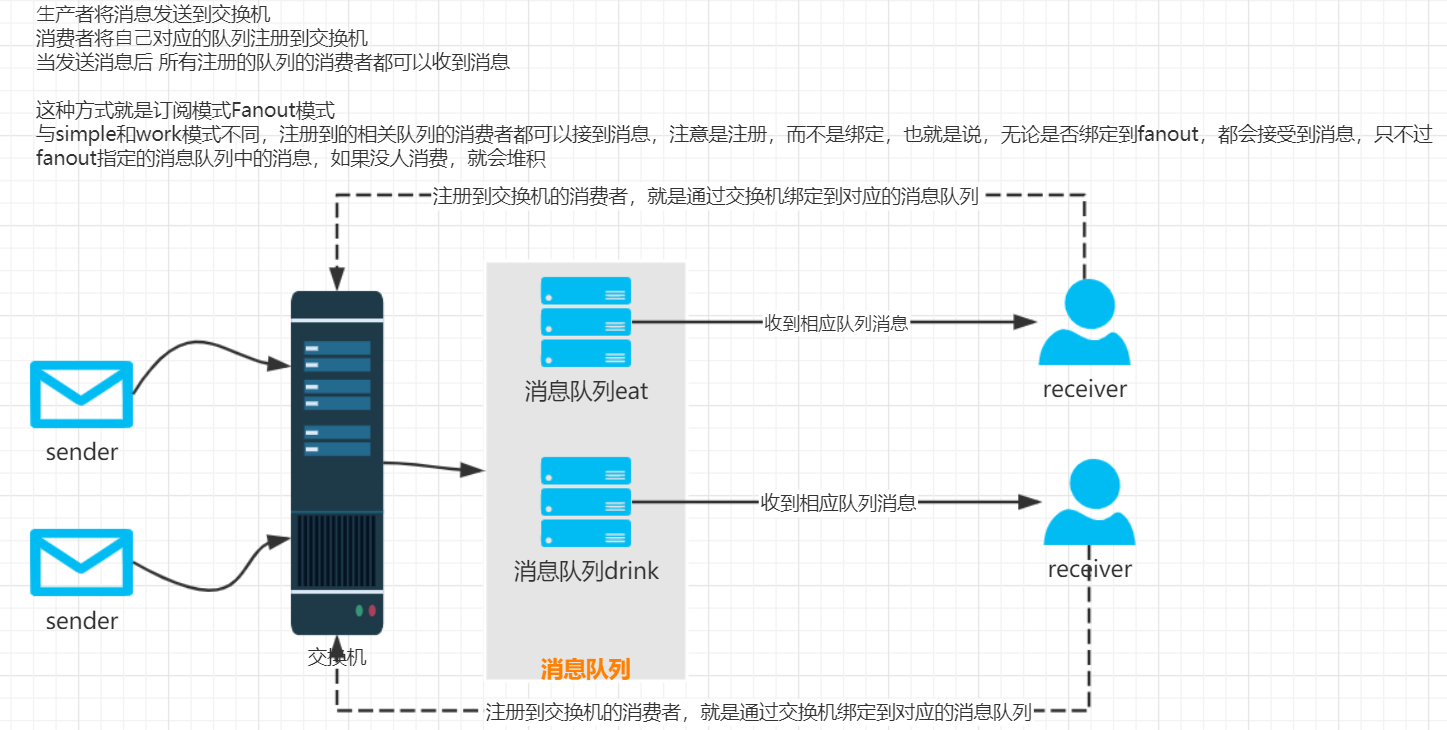 生产者将消息发送到交换机
消费者将自己对应的队列注册到交换机
当发送消息后 所有注册的队列的消费者都可以收到消息
这种方式就是订阅模式Fanout模式
与simple和work模式不同，注册到的相关队列的消费者都可以接到消息，注意是注册，而不是绑定，也就是说，无论是否绑定到fanout，都会接受到消息，只不过
fanout指定的消息队列中的消息，如果没人消费，就会堆积
注册到交换机的消费者，就是通过交换机绑定到对应的消息队列
收到相应队列消息
消息队列eat
receiver
sender
收到相应队列消息
消息队列drink
receiver
sender
交换机
消息队列
注册到交换机的消费者，就是通过交换机绑定到对应的消息队列